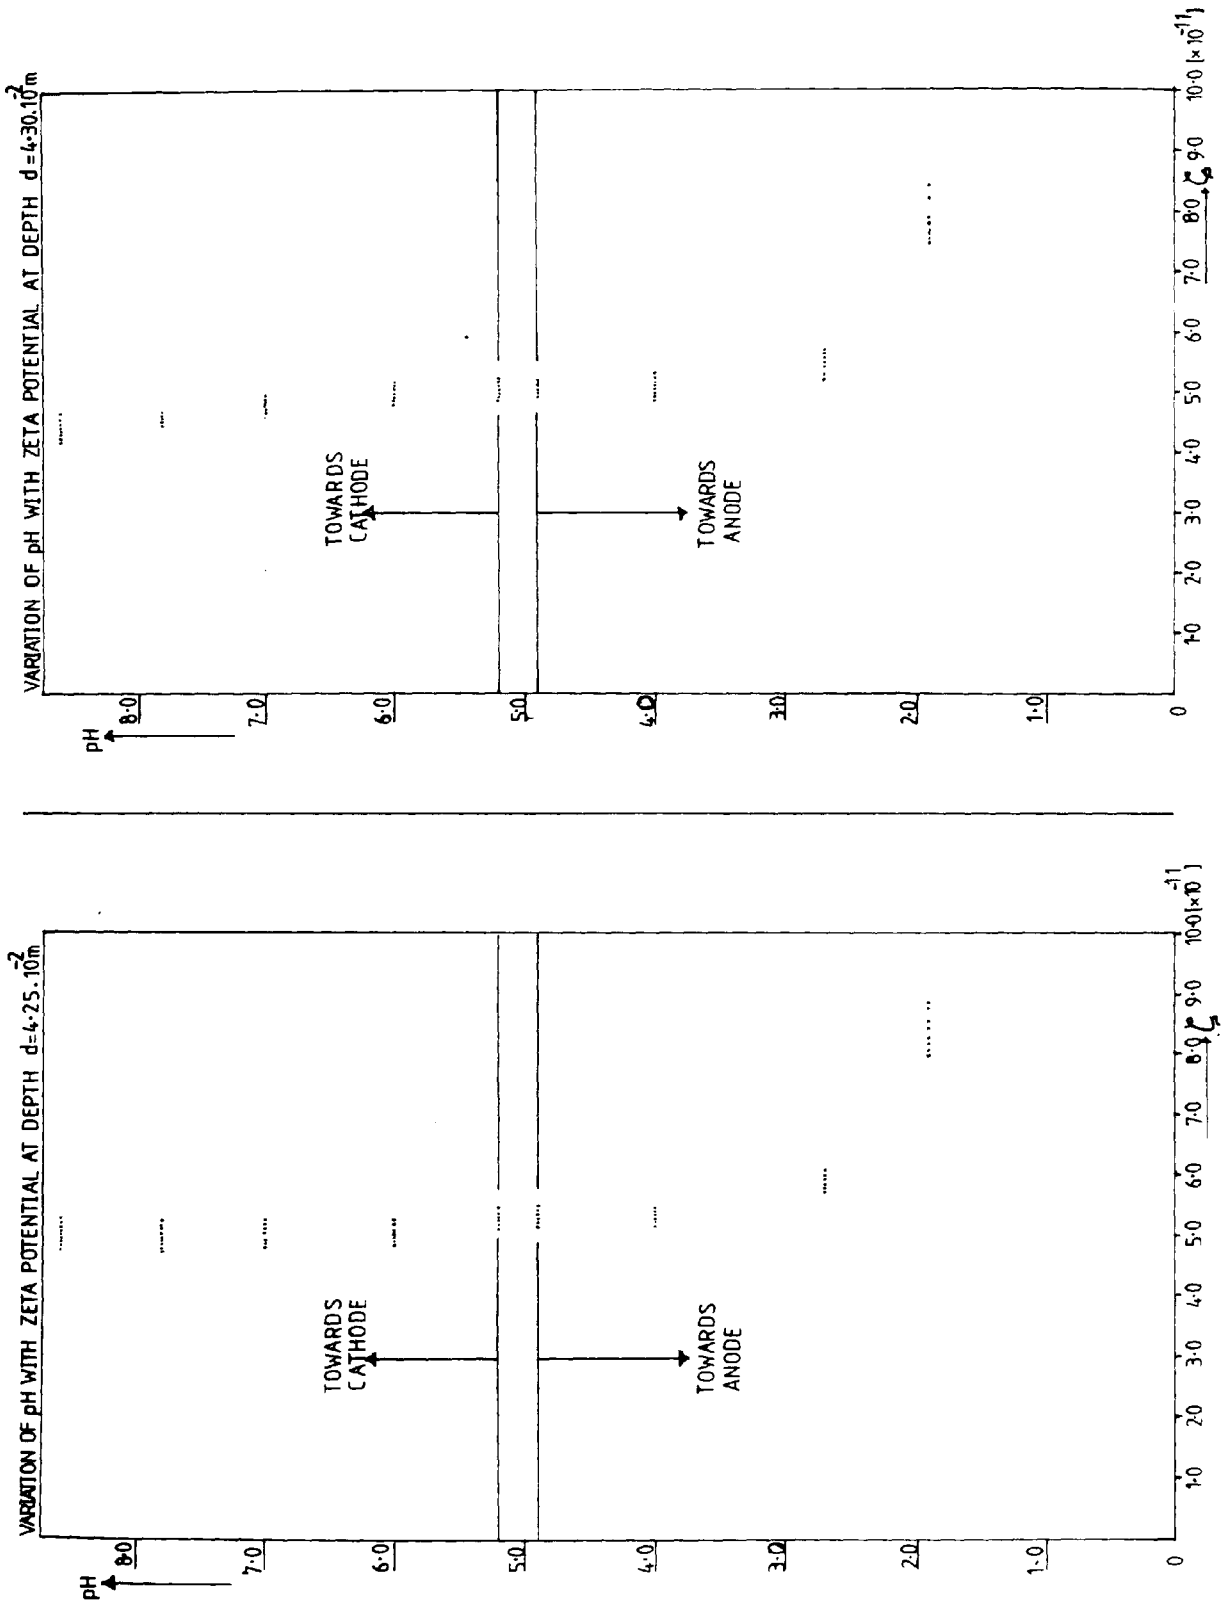 VARIATION OF pH WITH ZETA POTENTIAL AT DEPTH d=4·25.10⁻²m
pH
8·0
7·0
6·0
5·0
4·0
3·0
2·0
1·0
0
TOWARDS
CATHODE
TOWARDS
ANODE
1·0 2·0 3·0 4·0 5·0 6·0 7·0 8·0 ζ 9·0 10·0 (×10⁻¹¹)
VARIATION OF pH WITH ZETA POTENTIAL AT DEPTH d=4·30.10⁻²m
pH
8·0
7·0
6·0
5·0
4·0
3·0
2·0
1·0
0
TOWARDS
CATHODE
TOWARDS
ANODE
1·0 2·0 3·0 4·0 5·0 6·0 7·0 8·0 ζ 9·0 10·0 (×10⁻¹¹)